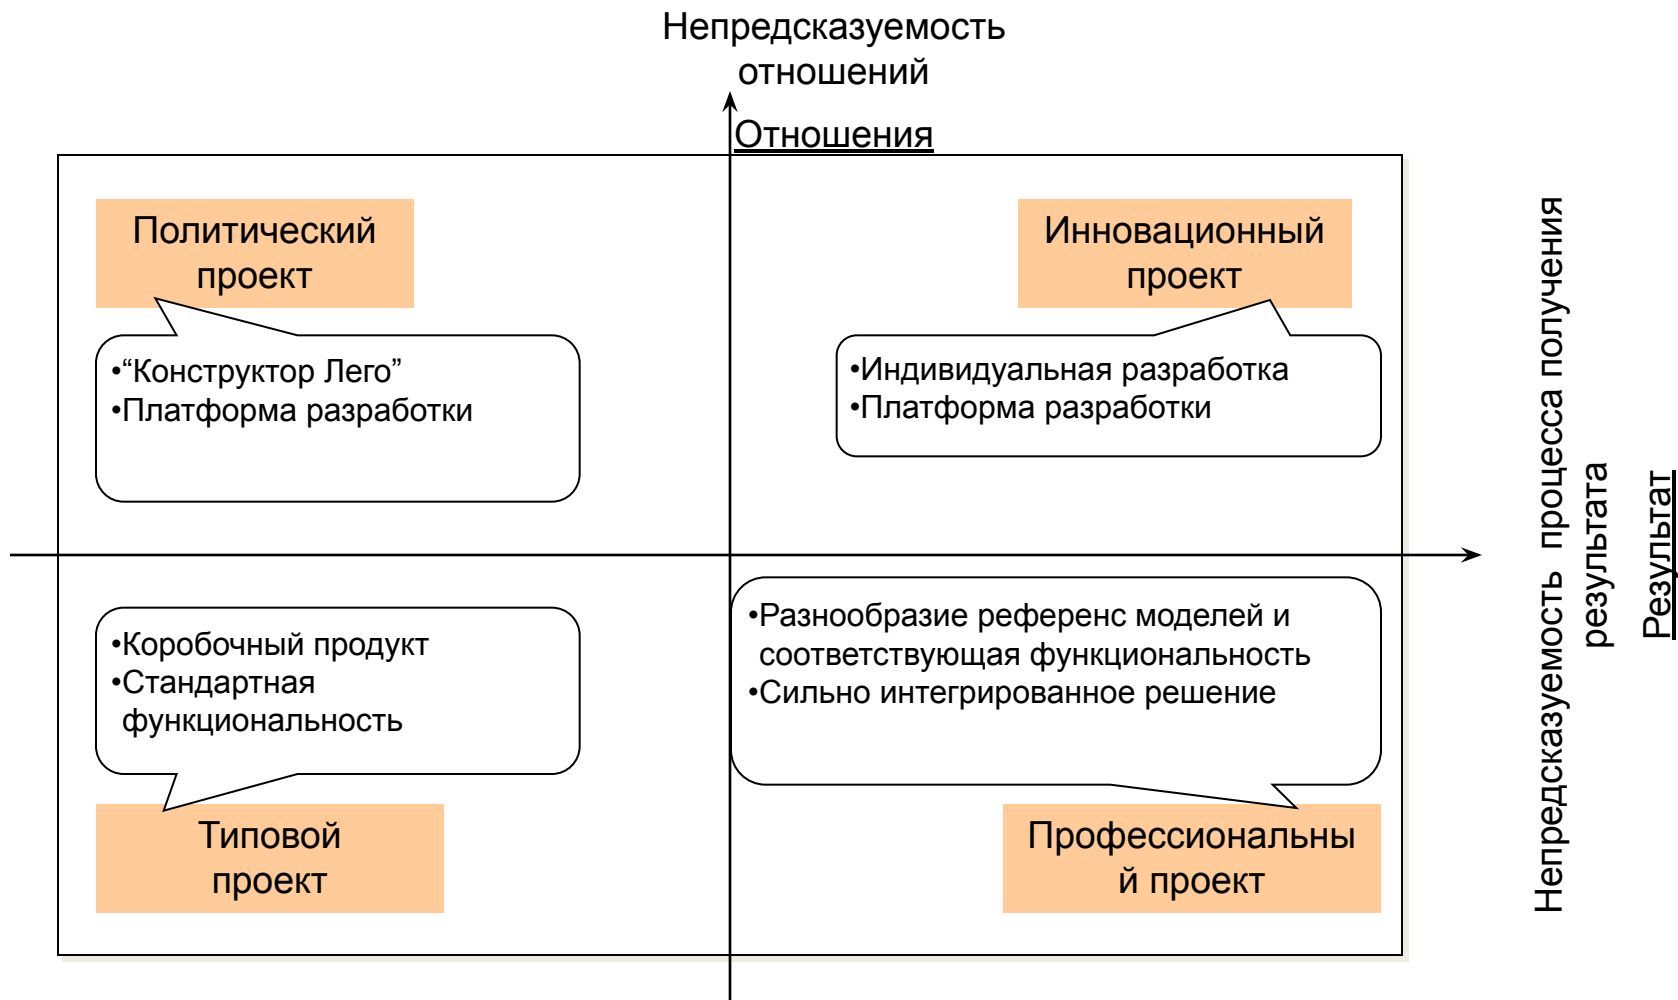 Непредсказуемость
отношений
Отношения
Политический
проект
•“Конструктор Лего”
•Платформа разработки
Инновационный
проект
•Индивидуальная разработка
•Платформа разработки
•Коробочный продукт
•Стандартная
функциональность
Типовой
проект
•Разнообразие референс моделей и
соответствующая функциональность
•Сильно интегрированное решение
Профессиональны
й проект
Непредсказуемость процесса получения
результата
Результат